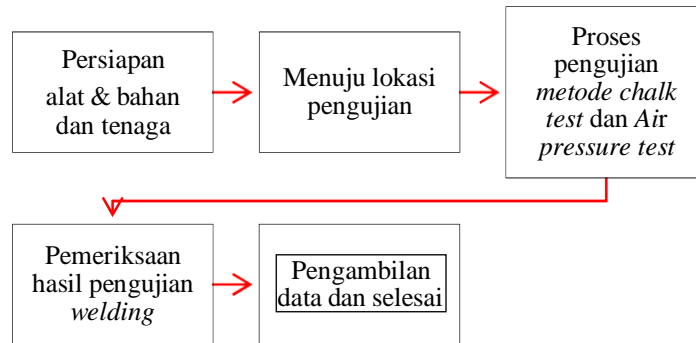 Persiapan
alat & bahan
dan tenaga
Menuju lokasi
pengujian
Proses
pengujian
metode chalk
test dan Air
pressure test
Pemeriksaan
hasil pengujian
welding
Pengambilan
data dan selesai